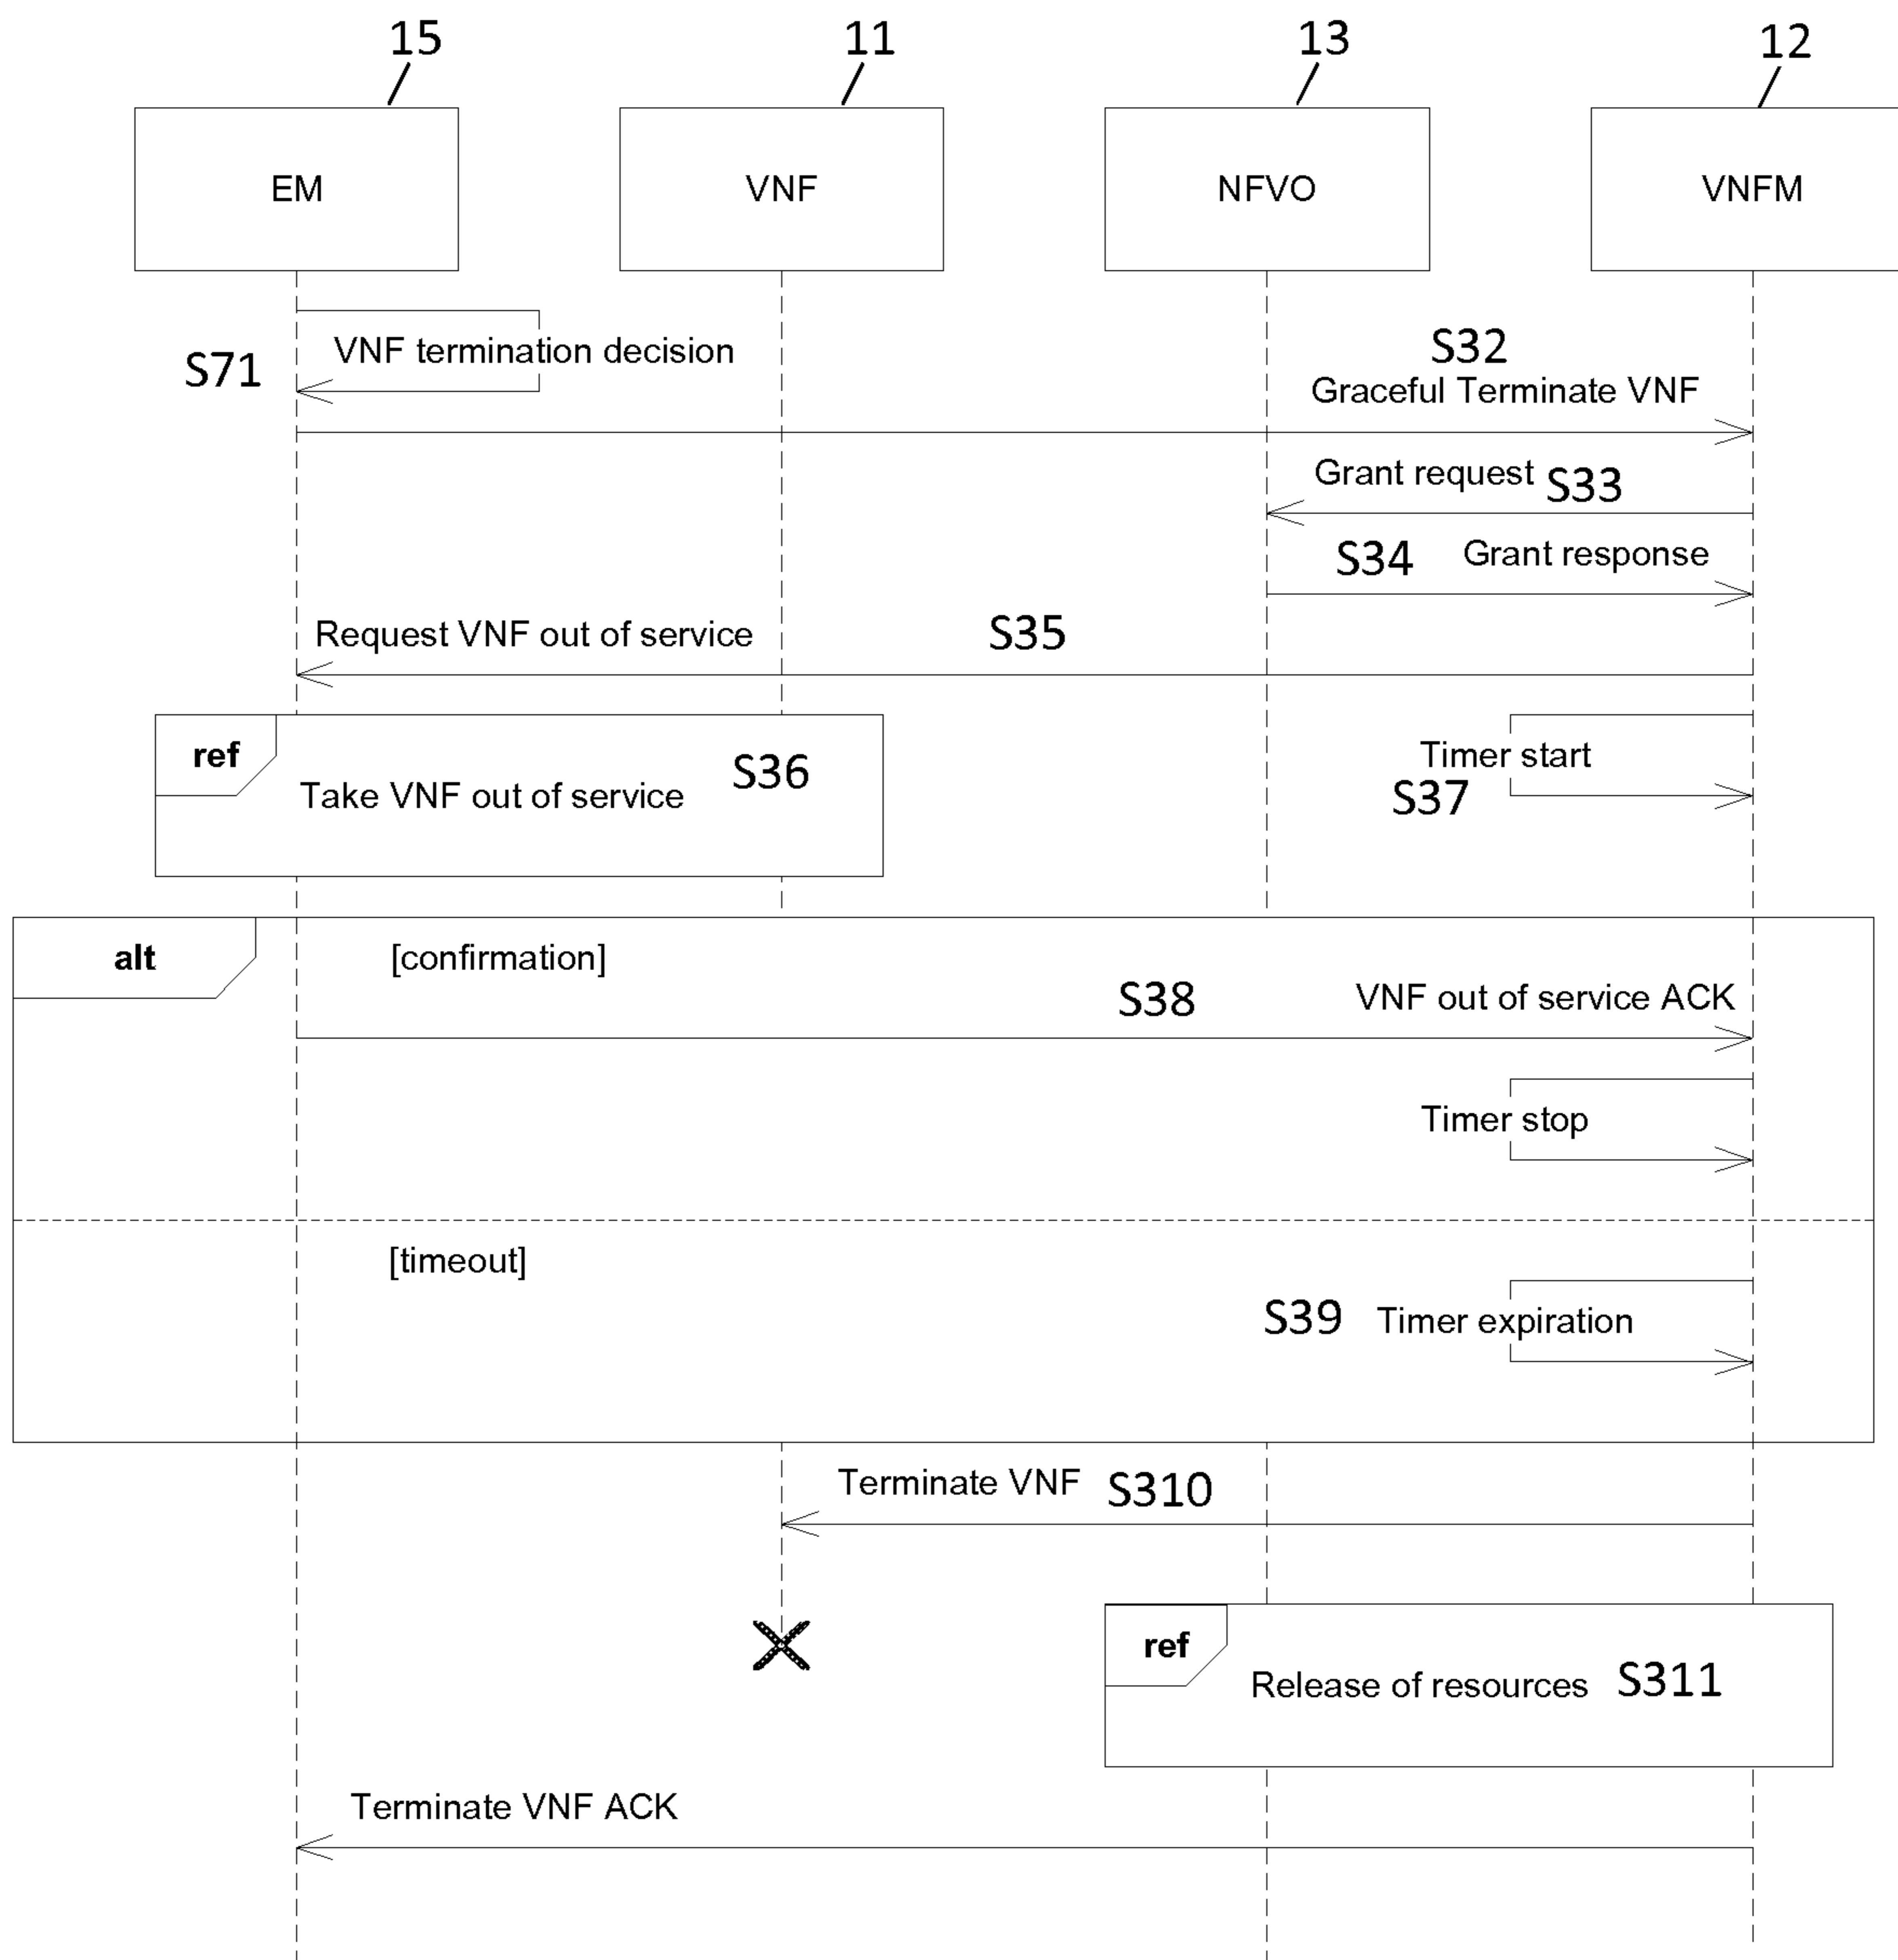 15
11
13
12
EM
VNF
NFVO
VNFM
S71
VNF termination decision
S32
Graceful Terminate VNF
Grant request
S33
S34
Grant response
Request VNF out of service
S35
ref
Take VNF out of service
S36
Timer start
S37
alt
[confirmation]
S38
VNF out of service ACK
Timer stop
[timeout]
S39
Timer expiration
Terminate VNF
S310
ref
Release of resources
S311
Terminate VNF ACK